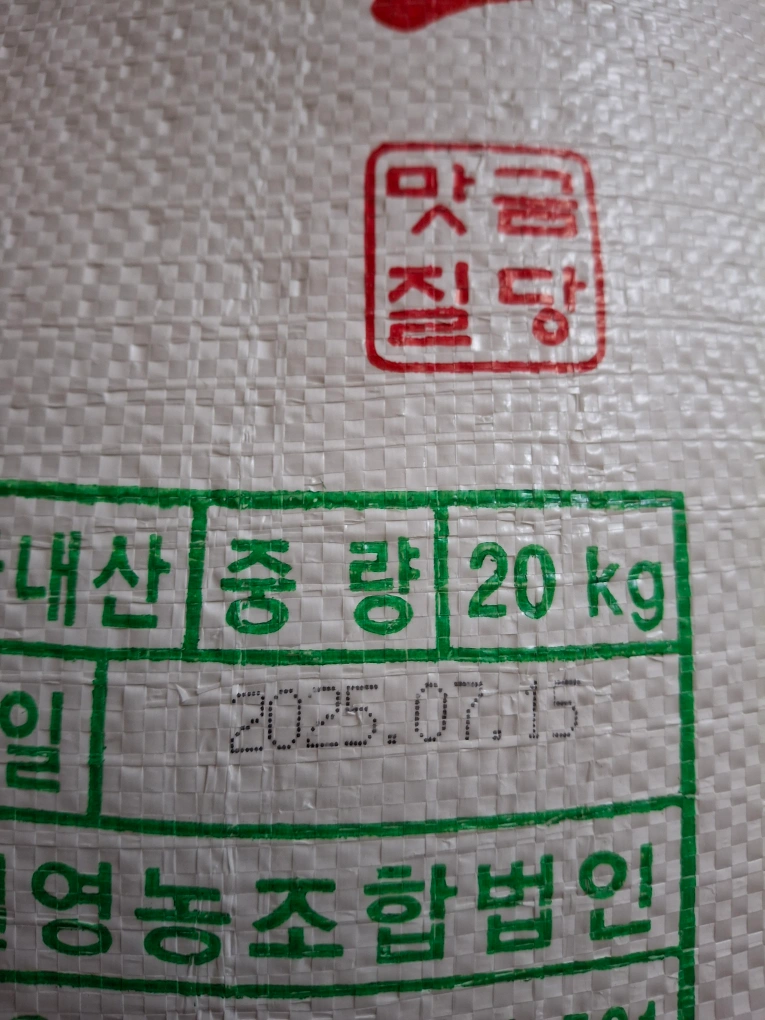 금당
맛질
내산 중 량 20 kg
일 2025.07.15
영농조합법인